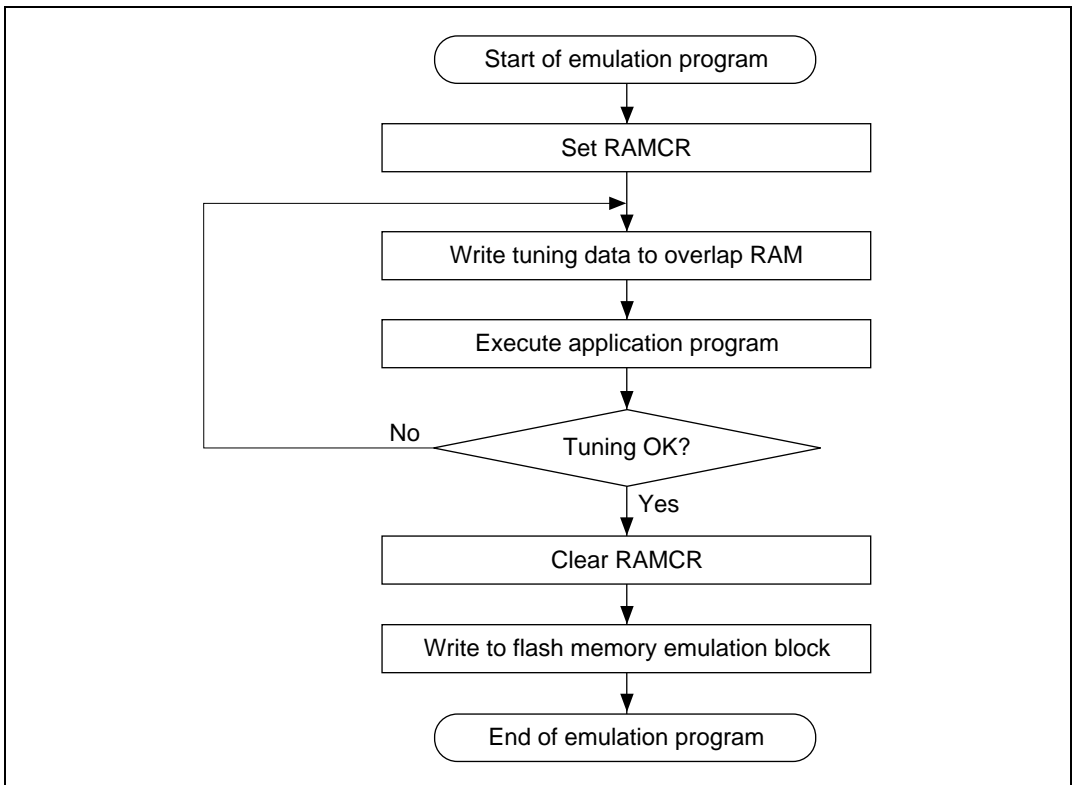 Start of emulation program
Set RAMCR
Write tuning data to overlap RAM
Execute application program
No
Tuning OK?
Yes
Clear RAMCR
Write to flash memory emulation block
End of emulation program